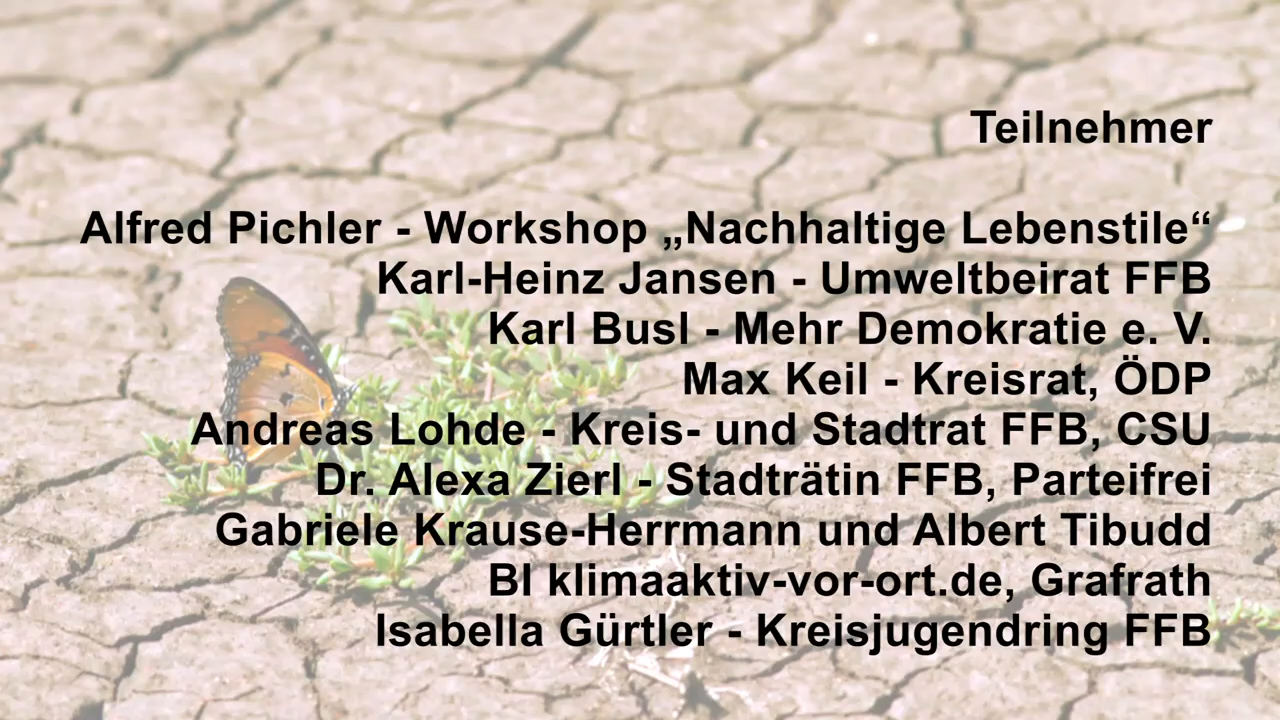 Teilnehmer
Alfred Pichler - Workshop „Nachhaltige Lebenstile“
Karl-Heinz Jansen - Umweltbeirat FFB
Karl Busl - Mehr Demokratie e. V.
Max Keil - Kreisrat, ÖDP
Andreas Lohde - Kreis- und Stadtrat FFB, CSU
Dr. Alexa Zierl - Stadträtin FFB, Parteifrei
Gabriele Krause-Herrmann und Albert Tibudd
BI klimaaktiv-vor-ort.de, Grafrath
Isabella Gürtler - Kreisjugendring FFB